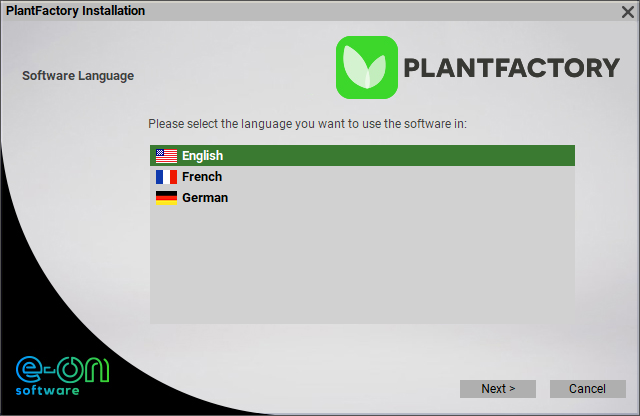 PlantFactory Installation
Software Language
PLANTFACTORY
Please select the language you want to use the software in:
English
French
German
e-on
software
Next >
Cancel